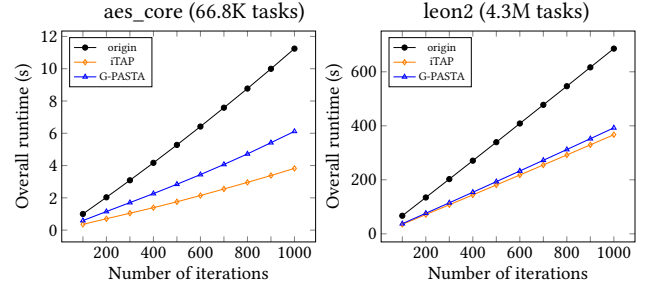 aes_core (66.8K tasks)
12
10
8
6
4
2
0
origin
iTAP
G-PASTA
Overall runtime (s)
200 400 600 800 1000
Number of iterations
leon2 (4.3M tasks)
600
400
200
0
origin
iTAP
G-PASTA
Overall runtime (s)
200 400 600 800 1000
Number of iterations